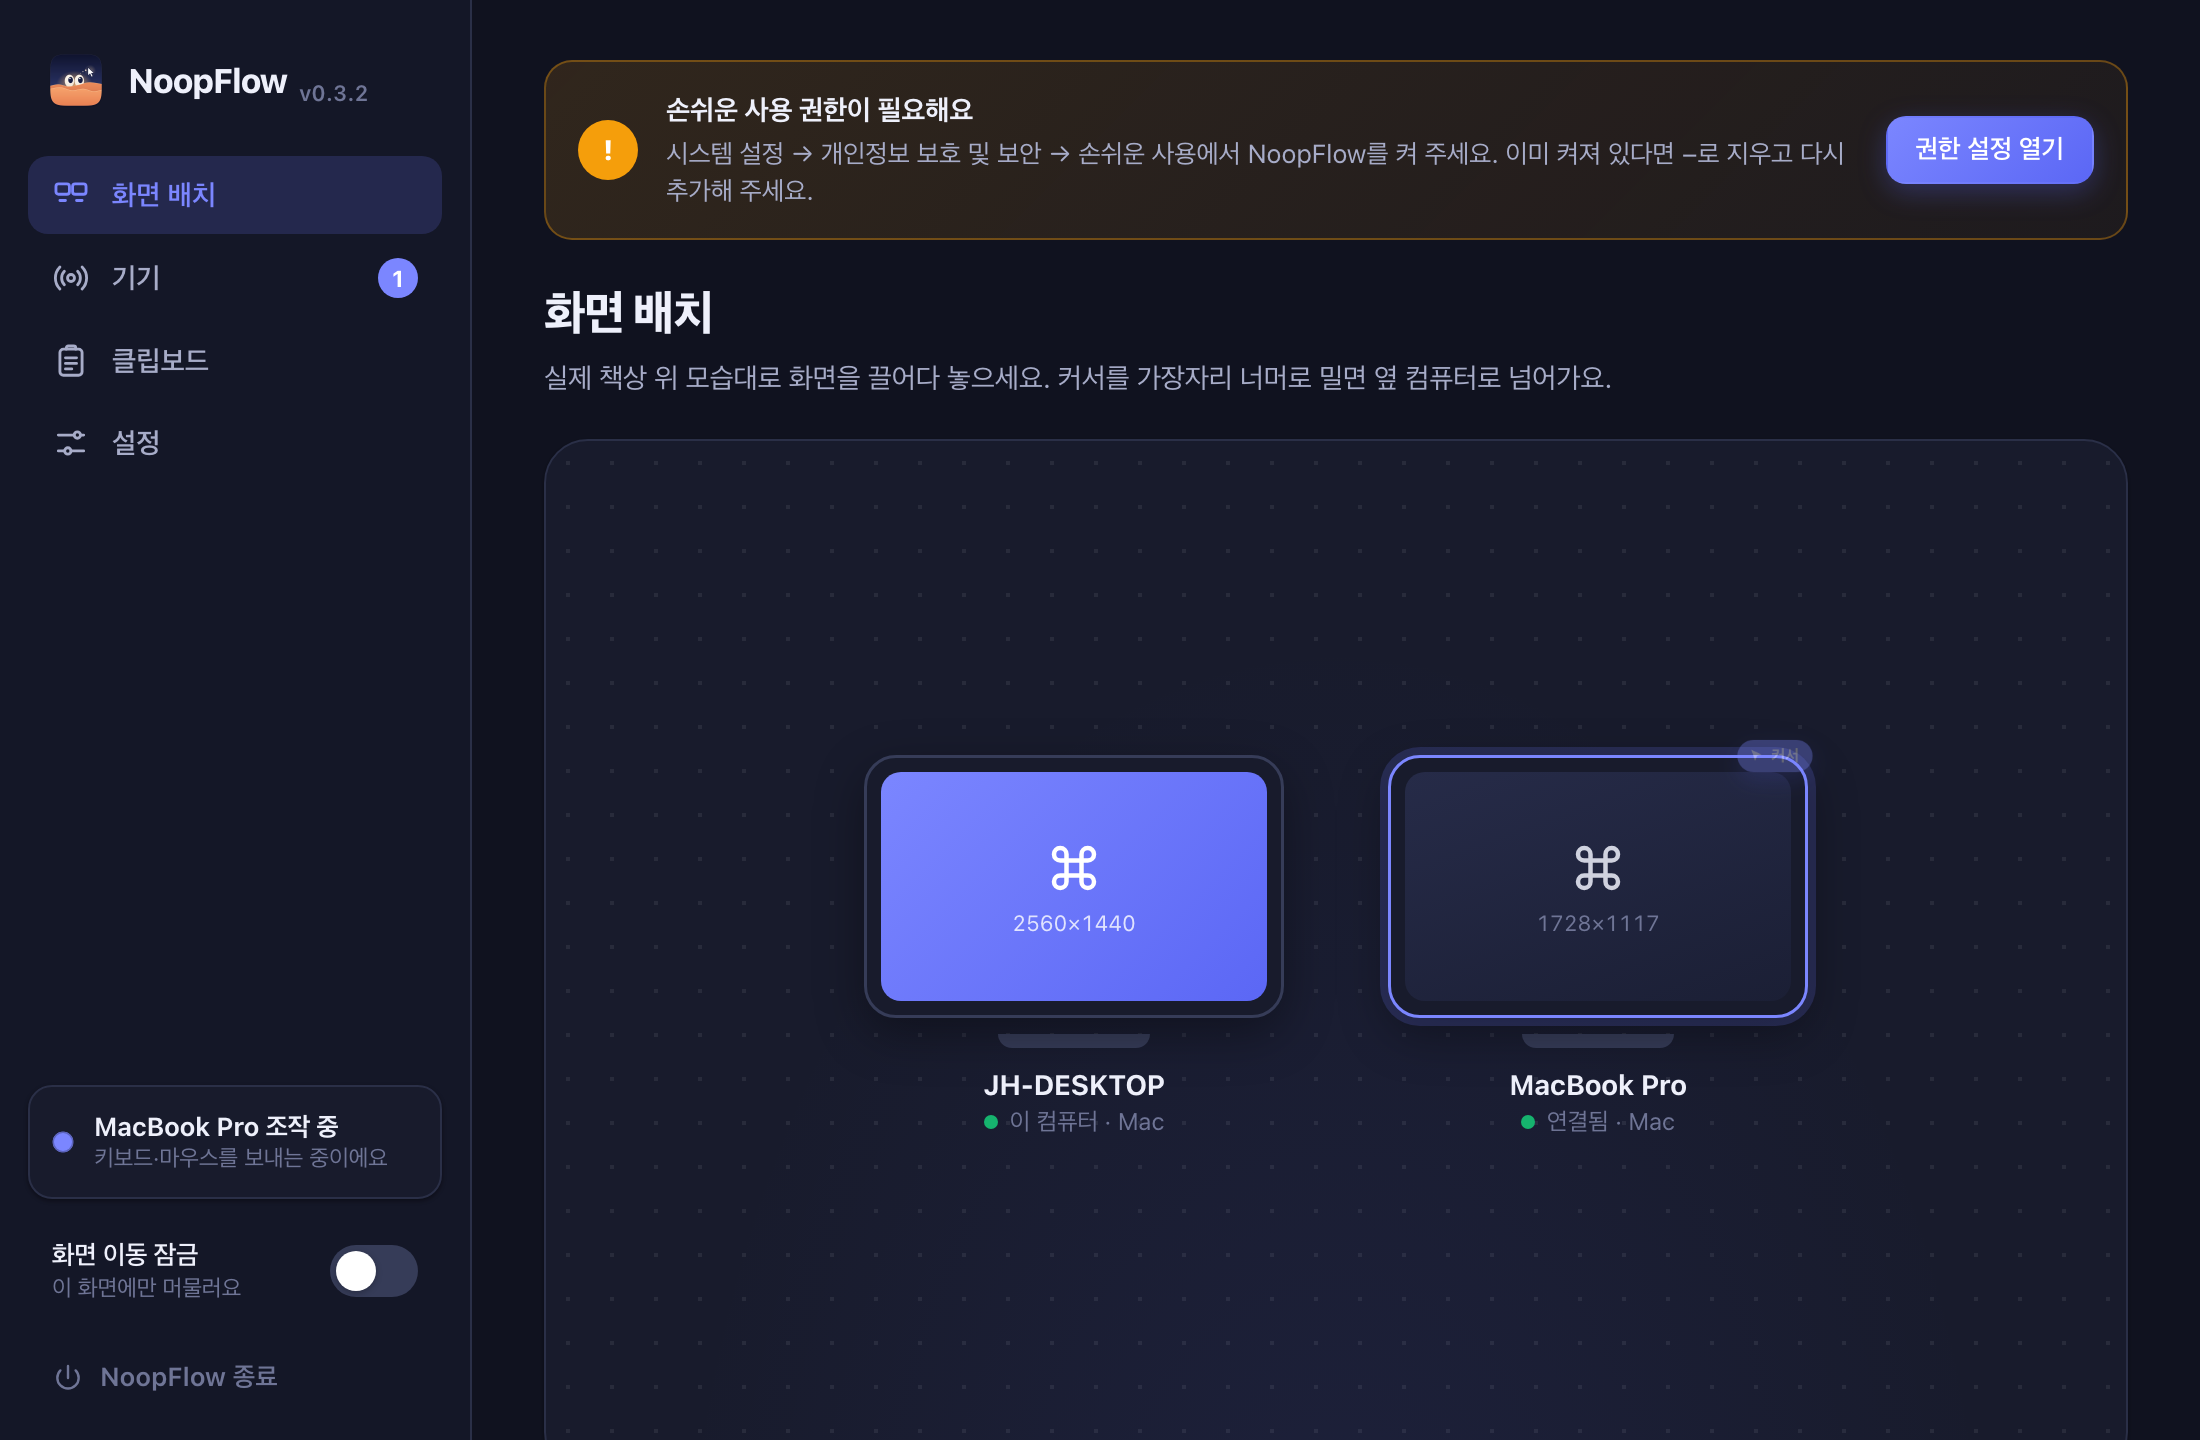 NoopFlow v0.3.2
화면 배치
기기
1
클립보드
설정
MacBook Pro 조작 중
키보드·마우스를 보내는 중이에요
화면 이동 잠금
이 화면에만 머물러요
NoopFlow 종료
!
손쉬운 사용 권한이 필요해요
시스템 설정 → 개인정보 보호 및 보안 → 손쉬운 사용에서 NoopFlow를 켜 주세요. 이미 켜져 있다면 −로 지우고 다시
추가해 주세요.
권한 설정 열기
화면 배치
실제 책상 위 모습대로 화면을 끌어다 놓으세요. 커서를 가장자리 너머로 밀면 옆 컴퓨터로 넘어가요.
2560×1440
JH-DESKTOP
이 컴퓨터 · Mac
커서
1728×1117
MacBook Pro
연결됨 · Mac